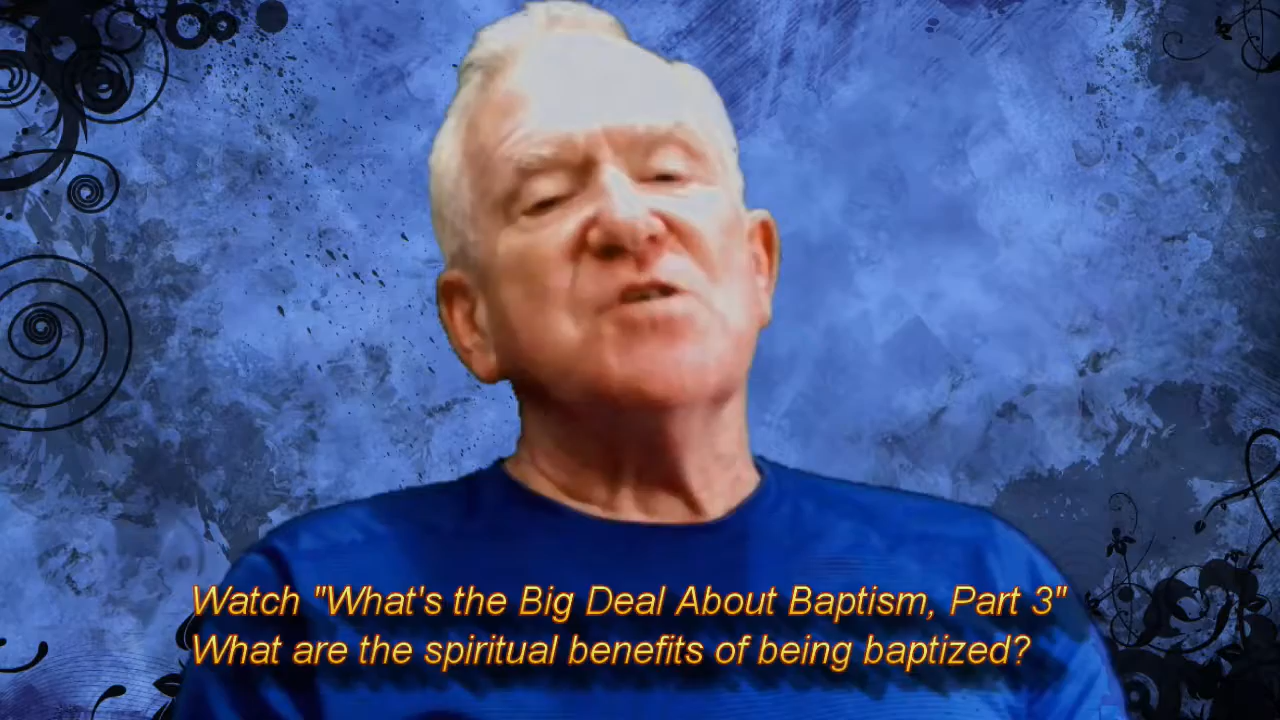 Watch "What's the Big Deal About Baptism, Part 3"
What are the spiritual benefits of being baptized?